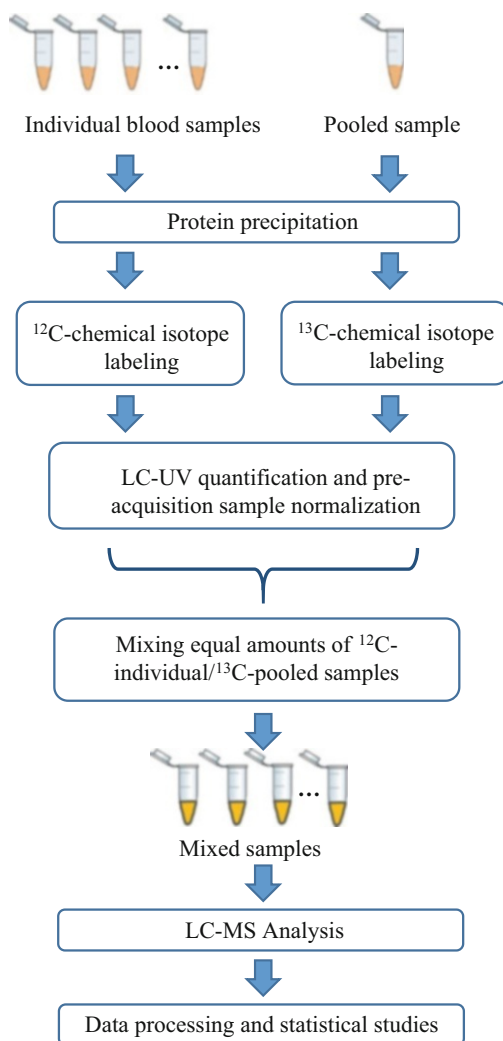 ...
Individual blood samples
Pooled sample
Protein precipitation
¹²C-chemical isotope
labeling
¹³C-chemical isotope
labeling
LC-UV quantification and pre-
acquisition sample normalization
Mixing equal amounts of ¹²C-
individual/¹³C-pooled samples
...
Mixed samples
LC-MS Analysis
Data processing and statistical studies